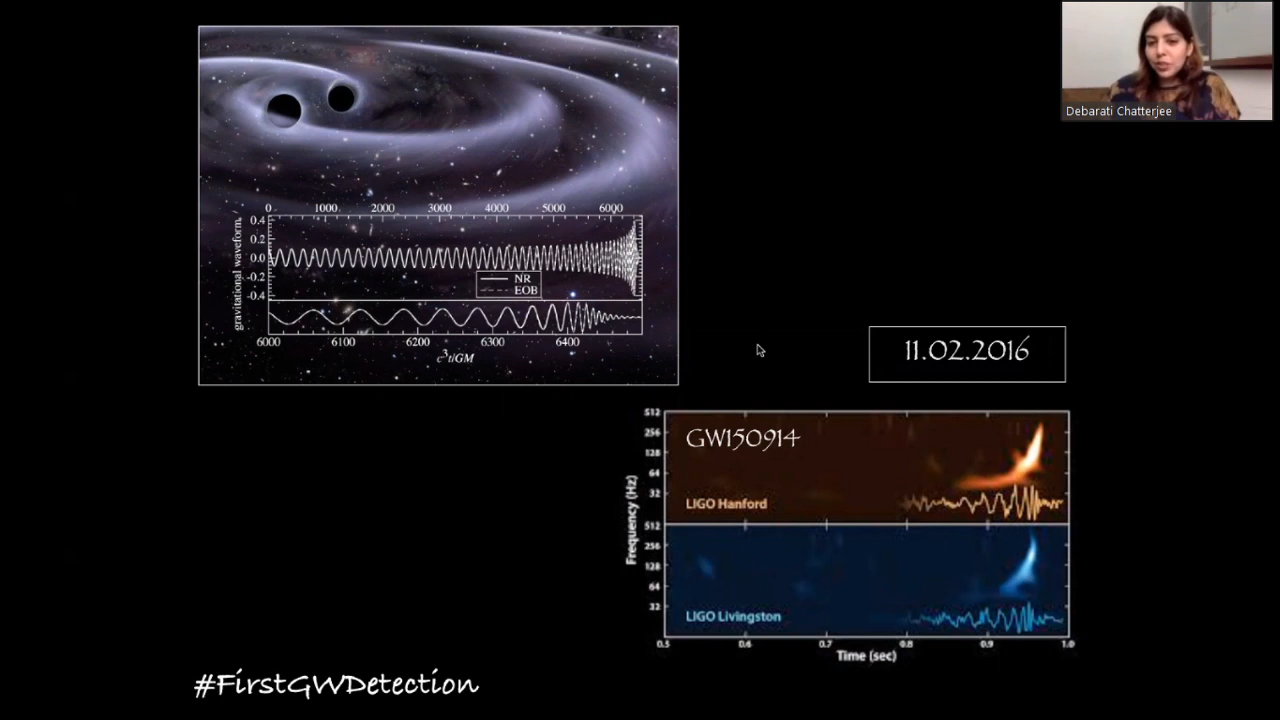 Debarati Chatterjee
0 1000 2000 3000 4000 5000 6000
gravitational waveform
0.4
0.2
0.0
-0.2
-0.4
NR
EOB
6000 6100 6200 6300 6400
c³t/GM
11.02.2016
GW150914
Frequency (Hz)
512
256
128
64
32
LIGO Hanford
512
256
128
64
32
LIGO Livingston
0.5 0.6 0.7 0.8 0.9 1.0
Time (sec)
#FirstGWDetection